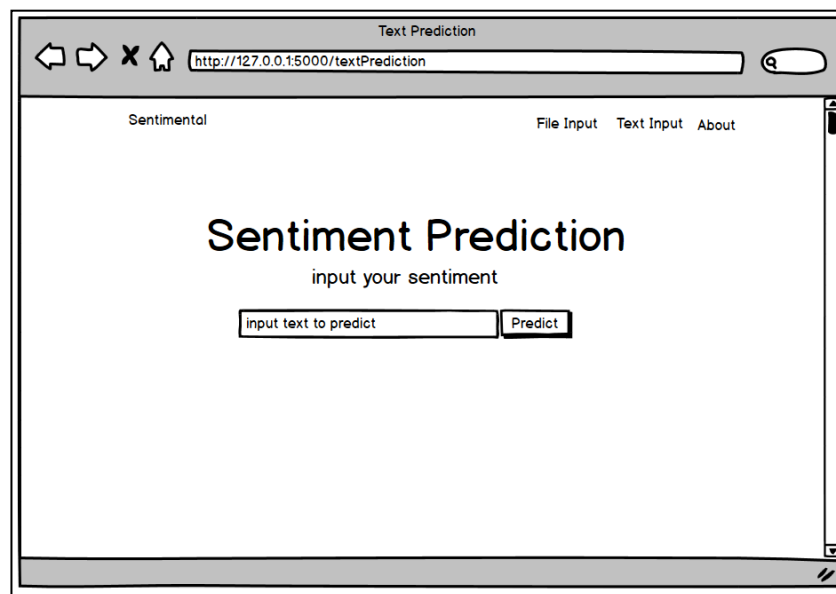 Text Prediction
http://127.0.0.1:5000/textPrediction
Sentimental File Input Text Input About
Sentiment Prediction
input your sentiment
input text to predict Predict